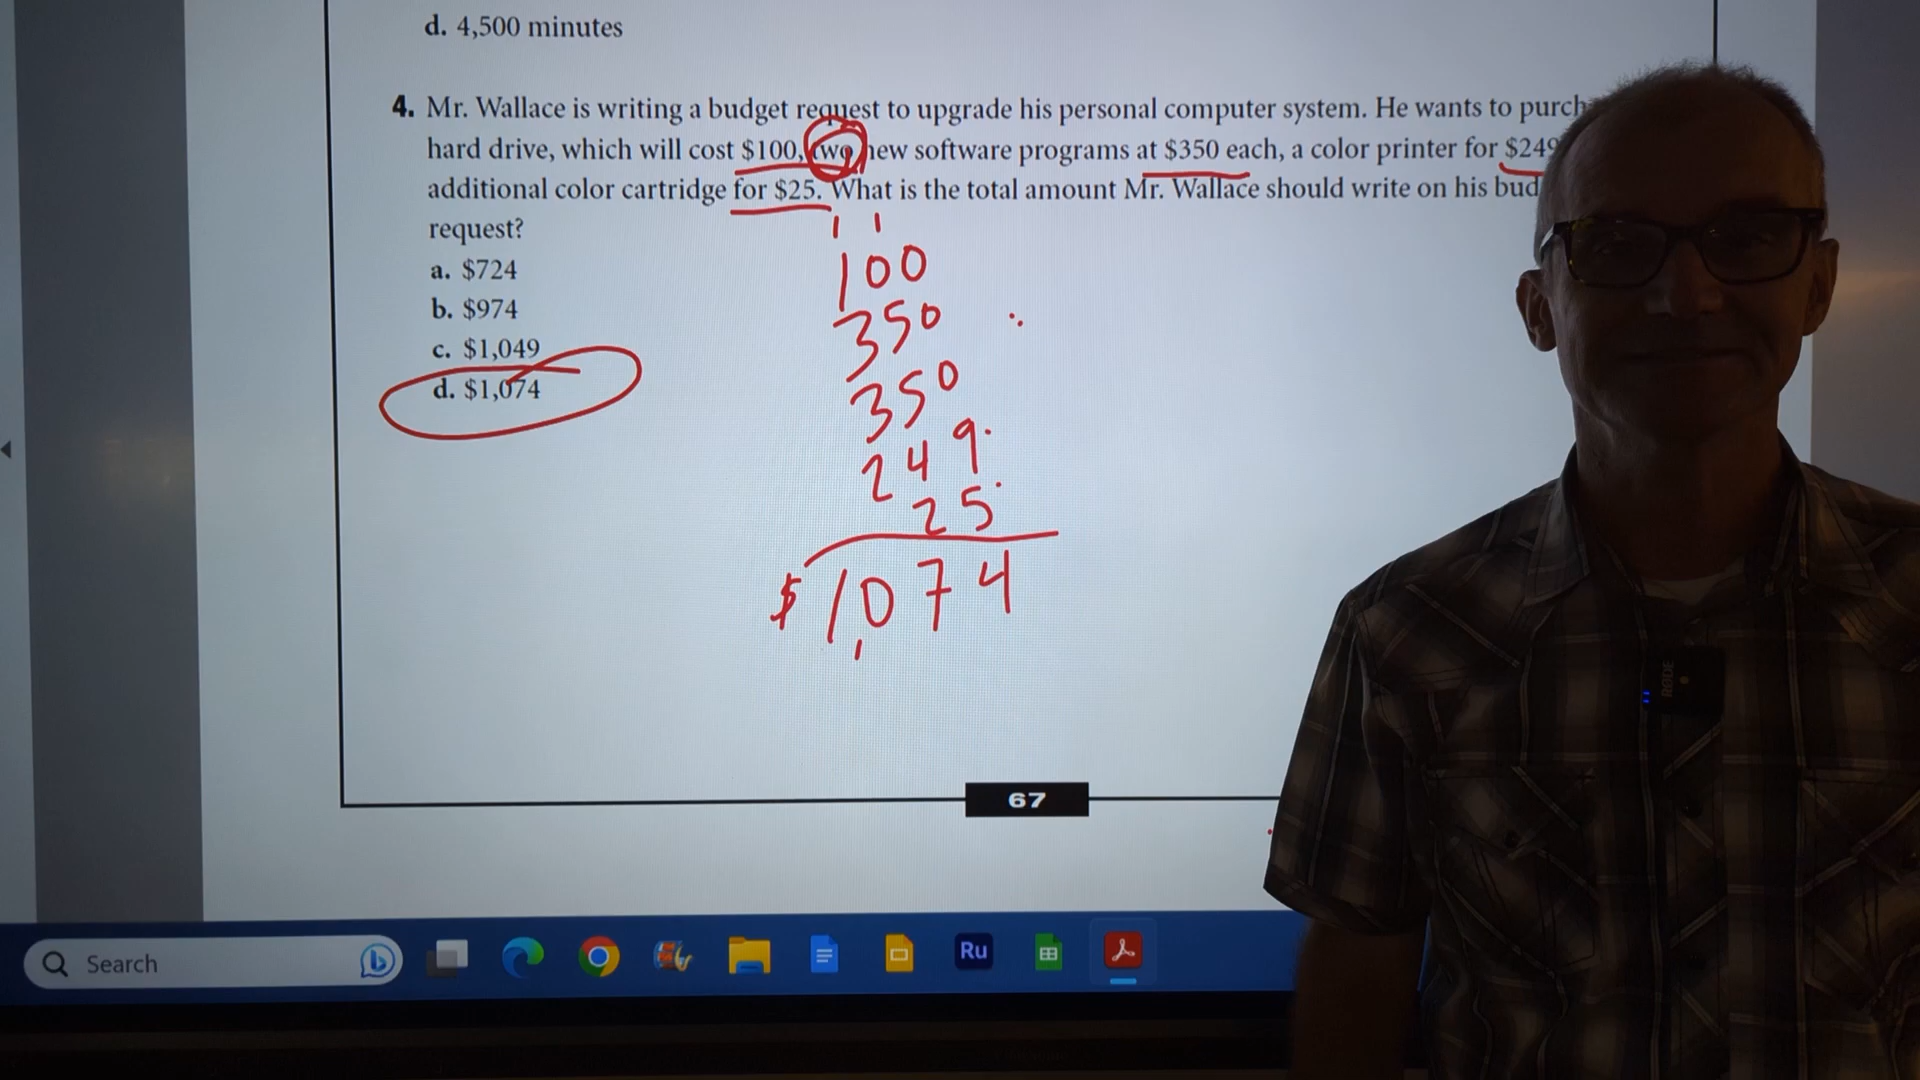 d. 4,500 minutes
4. Mr. Wallace is writing a budget request to upgrade his personal computer system. He wants to purch
hard drive, which will cost $100, two new software programs at $350 each, a color printer for $249
additional color cartridge for $25. What is the total amount Mr. Wallace should write on his bud
request?
a. $724
b. $974
c. $1,049
d. $1,074
1 1
100
350
350
249
25
$1,074
67
RØDE
Search
Ru